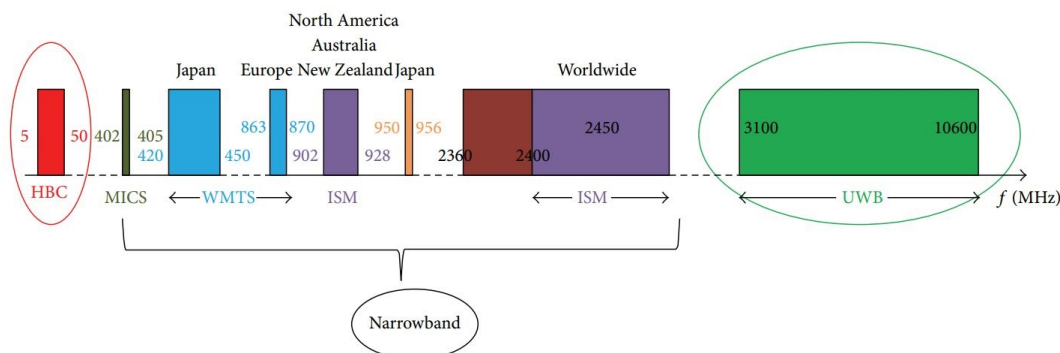 North America
Australia
Japan
Europe New Zealand Japan
Worldwide
5
50
402
405
420
450
863
870
902
928
950
956
2360
2400
2450
3100
10600
HBC
MICS
WMTS
ISM
ISM
UWB
f (MHz)
Narrowband